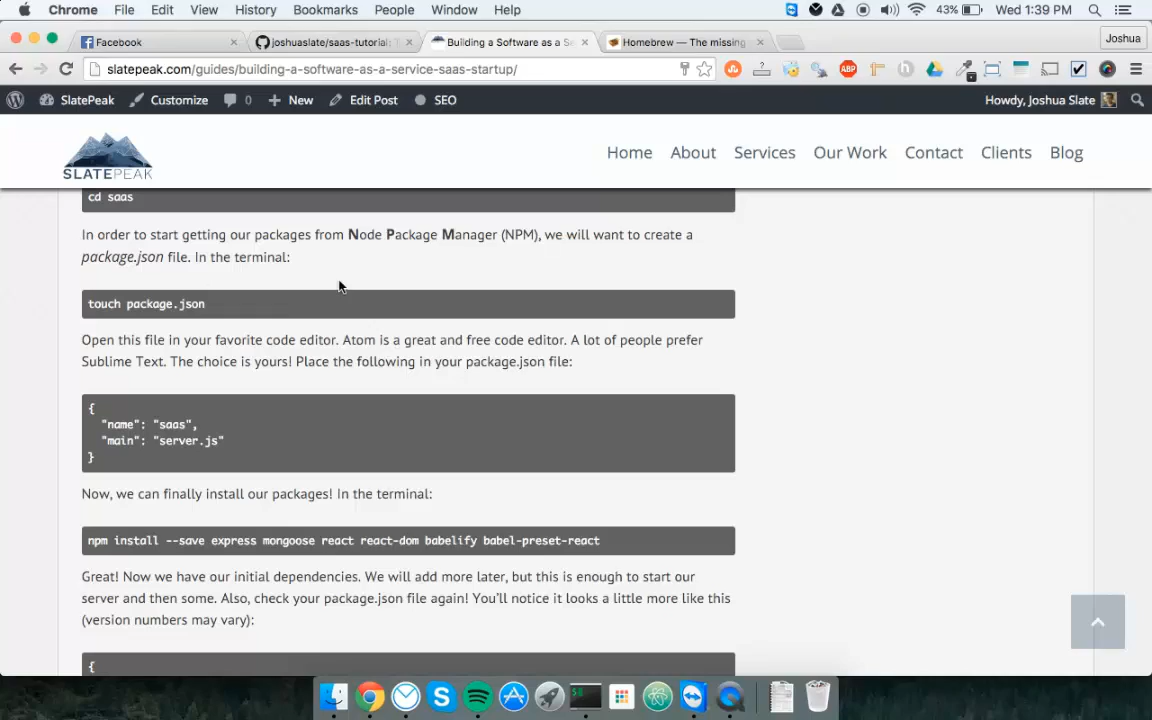 Chrome File Edit View History Bookmarks People Window Help 43% Wed 1:39 PM
Facebook joshuaslate/saas-tutorial: T Building a Software as a Se Homebrew — The missing Joshua
slatepeak.com/guides/building-a-software-as-a-service-saas-startup/
ABP
SlatePeak Customize 0 New Edit Post SEO Howdy, Joshua Slate
SLATEPEAK
Home About Services Our Work Contact Clients Blog
cd saas
In order to start getting our packages from Node Package Manager (NPM), we will want to create a
package.json file. In the terminal:
touch package.json
Open this file in your favorite code editor. Atom is a great and free code editor. A lot of people prefer
Sublime Text. The choice is yours! Place the following in your package.json file:
{
"name": "saas",
"main": "server.js"
}
Now, we can finally install our packages! In the terminal:
npm install --save express mongoose react react-dom babelify babel-preset-react
Great! Now we have our initial dependencies. We will add more later, but this is enough to start our
server and then some. Also, check your package.json file again! You'll notice it looks a little more like this
(version numbers may vary):
{